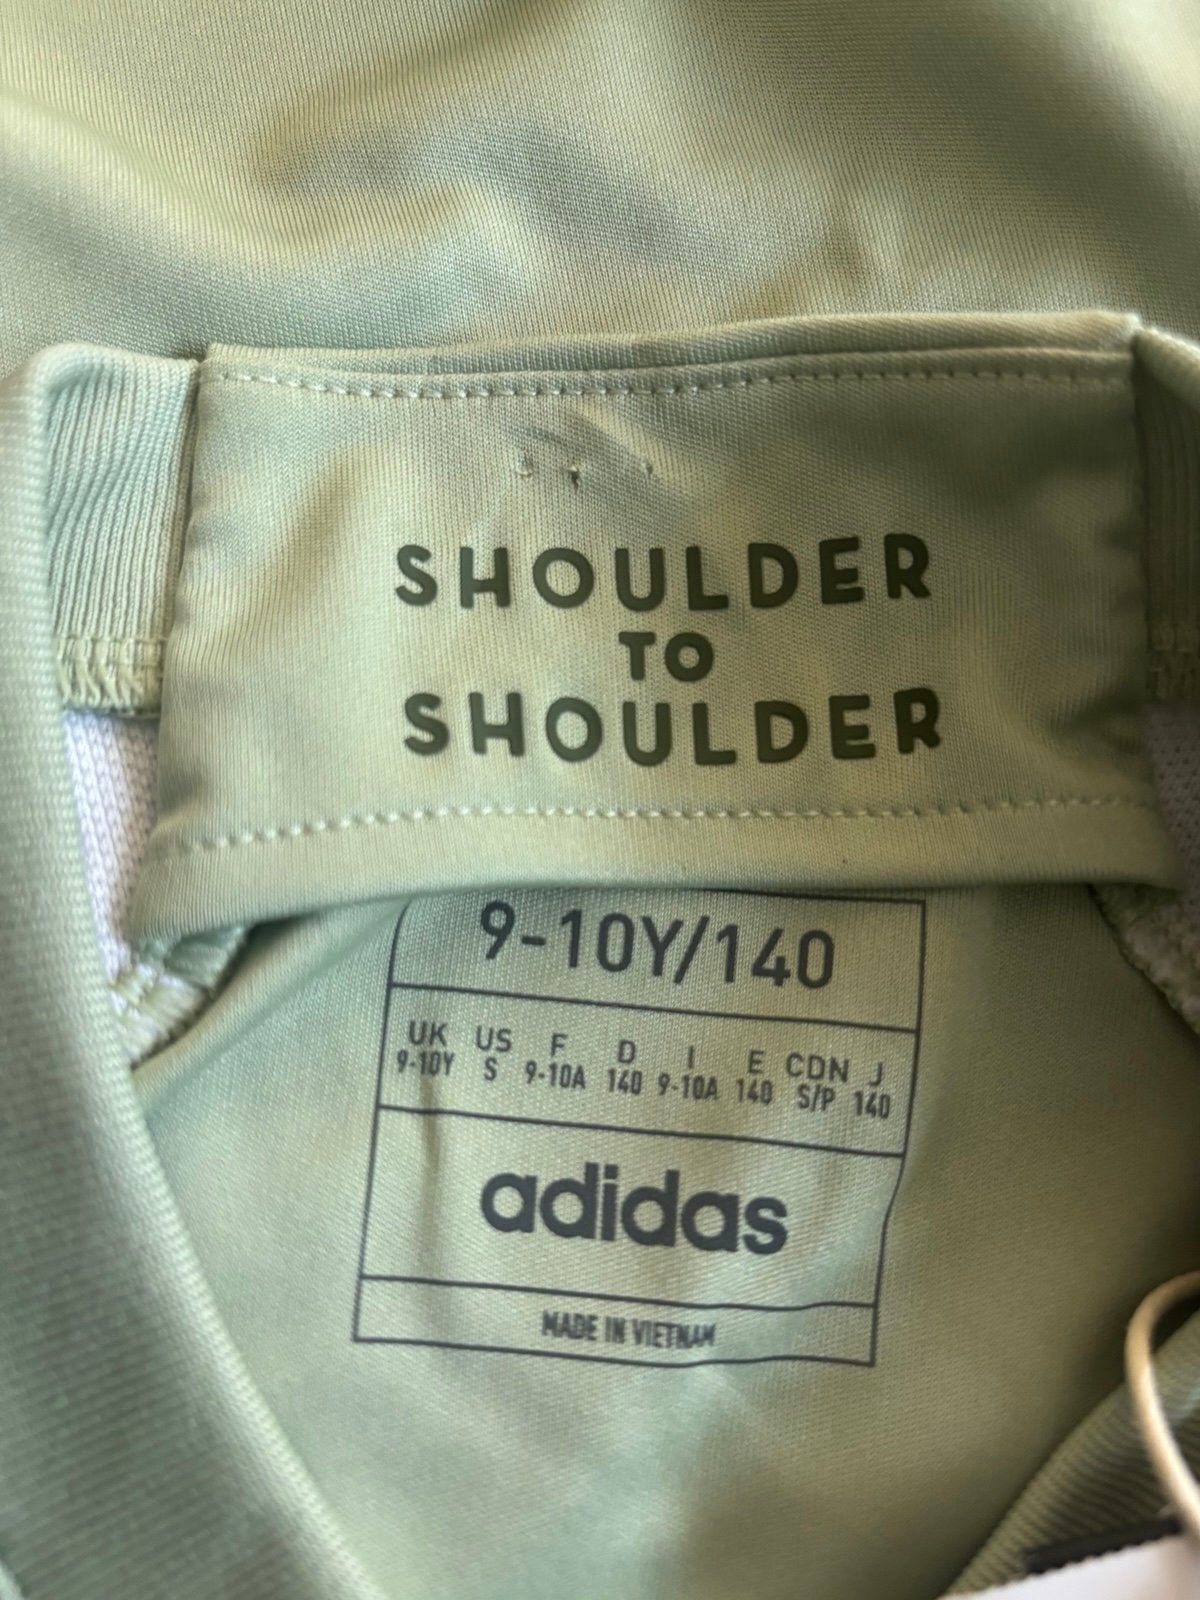 SHOULDER
TO
SHOULDER
9-10Y/140
UK US F D I E CDN J
9-10Y S 9-10A 140 9-10A 140 S/P 140
adidas
MADE IN VIETNAM